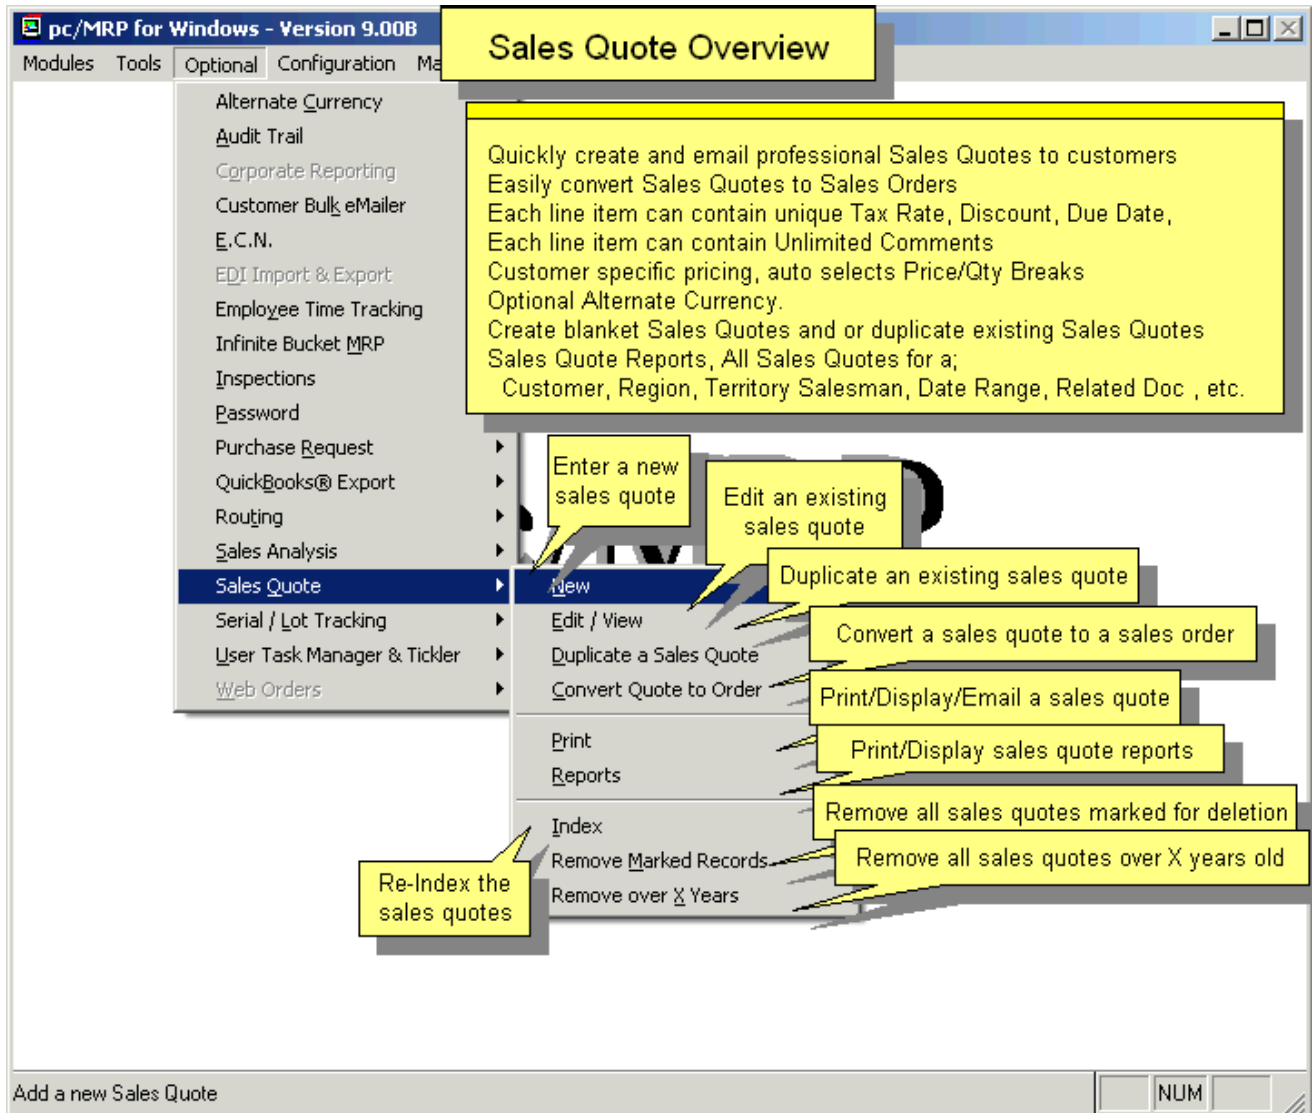 pc/MRP for Windows - Version 9.00B
Sales Quote Overview
Modules Tools Optional Configuration Ma
Alternate Currency
Audit Trail
Corporate Reporting
Customer Bulk eMailer
E.C.N.
EDI Import & Export
Employee Time Tracking
Infinite Bucket MRP
Inspections
Password
Purchase Request
QuickBooks® Export
Routing
Sales Analysis
Sales Quote
Serial / Lot Tracking
User Task Manager & Tickler
Web Orders
Quickly create and email professional Sales Quotes to customers
Easily convert Sales Quotes to Sales Orders
Each line item can contain unique Tax Rate, Discount, Due Date,
Each line item can contain Unlimited Comments
Customer specific pricing, auto selects Price/Qty Breaks
Optional Alternate Currency.
Create blanket Sales Quotes and or duplicate existing Sales Quotes
Sales Quote Reports, All Sales Quotes for a;
Customer, Region, Territory Salesman, Date Range, Related Doc , etc.
Enter a new
sales quote
Edit an existing
sales quote
Duplicate an existing sales quote
Convert a sales quote to a sales order
Print/Display/Email a sales quote
Print/Display sales quote reports
Remove all sales quotes marked for deletion
Remove all sales quotes over X years old
Re-Index the
sales quotes
New
Edit / View
Duplicate a Sales Quote
Convert Quote to Order
Print
Reports
Index
Remove Marked Records
Remove over X Years
Add a new Sales Quote
NUM